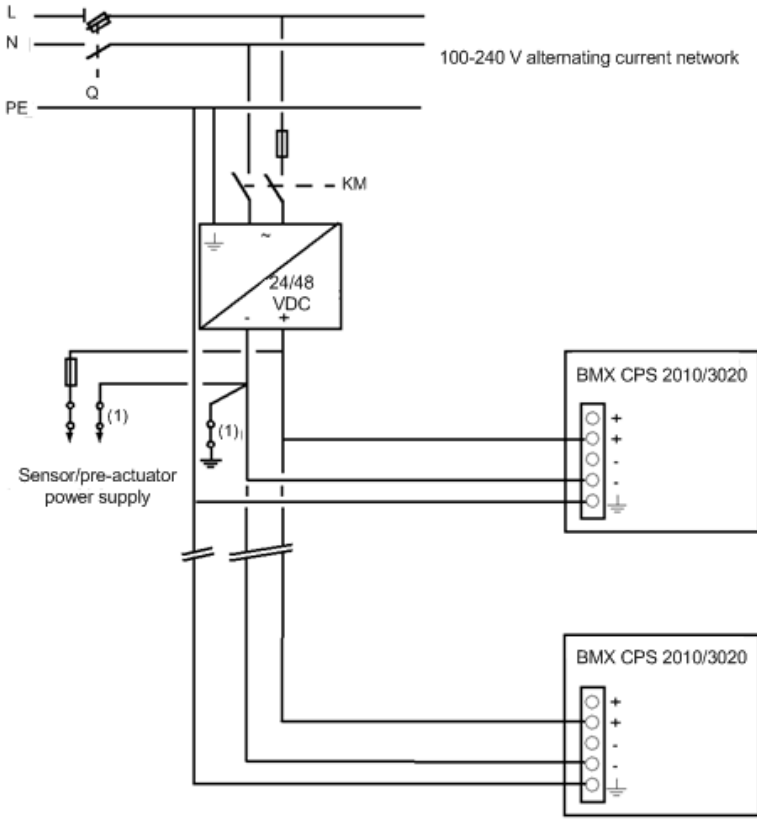 L
N
100-240 V alternating current network
Q
PE
KM
~
24/48
VDC
- +
BMX CPS 2010/3020
+
+
-
-
(1)
(1)
Sensor/pre-actuator
power supply
BMX CPS 2010/3020
+
+
-
-